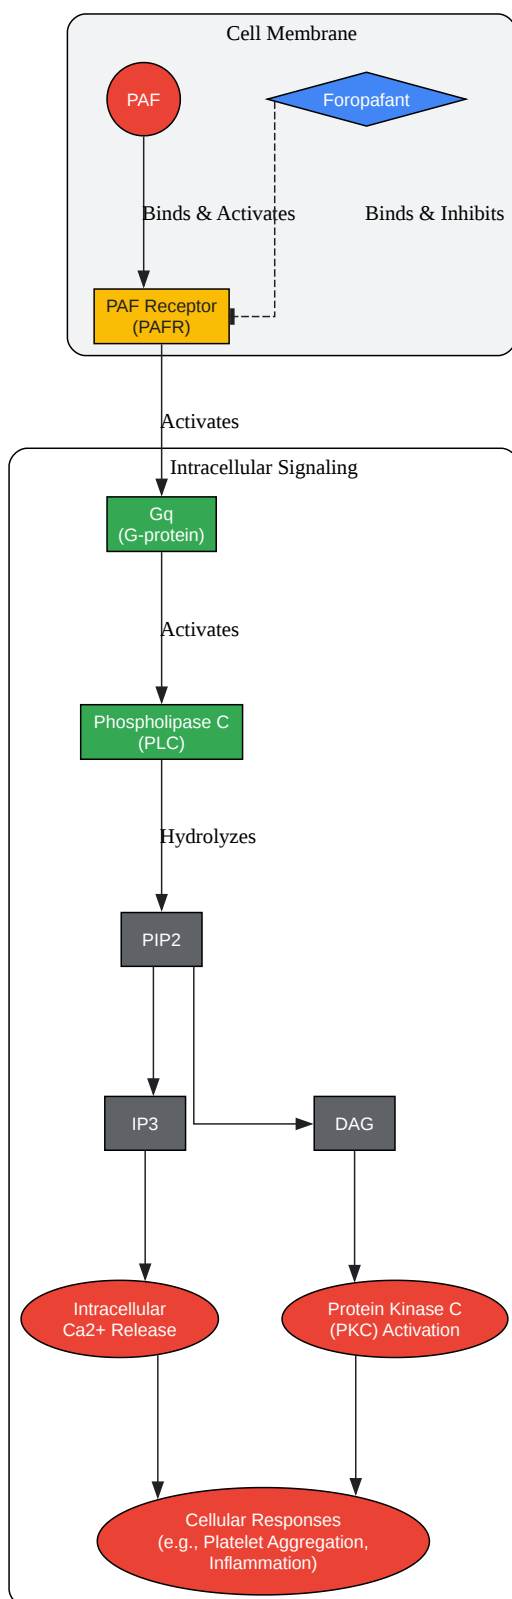 Cell Membrane
PAF
Foropafant
Binds & Activates
Binds & Inhibits
PAF Receptor
(PAFR)
Activates
Intracellular Signaling
Gq
(G-protein)
Activates
Phospholipase C
(PLC)
Hydrolyzes
PIP2
IP3
DAG
Intracellular
Ca2+ Release
Protein Kinase C
(PKC) Activation
Cellular Responses
(e.g., Platelet Aggregation,
Inflammation)